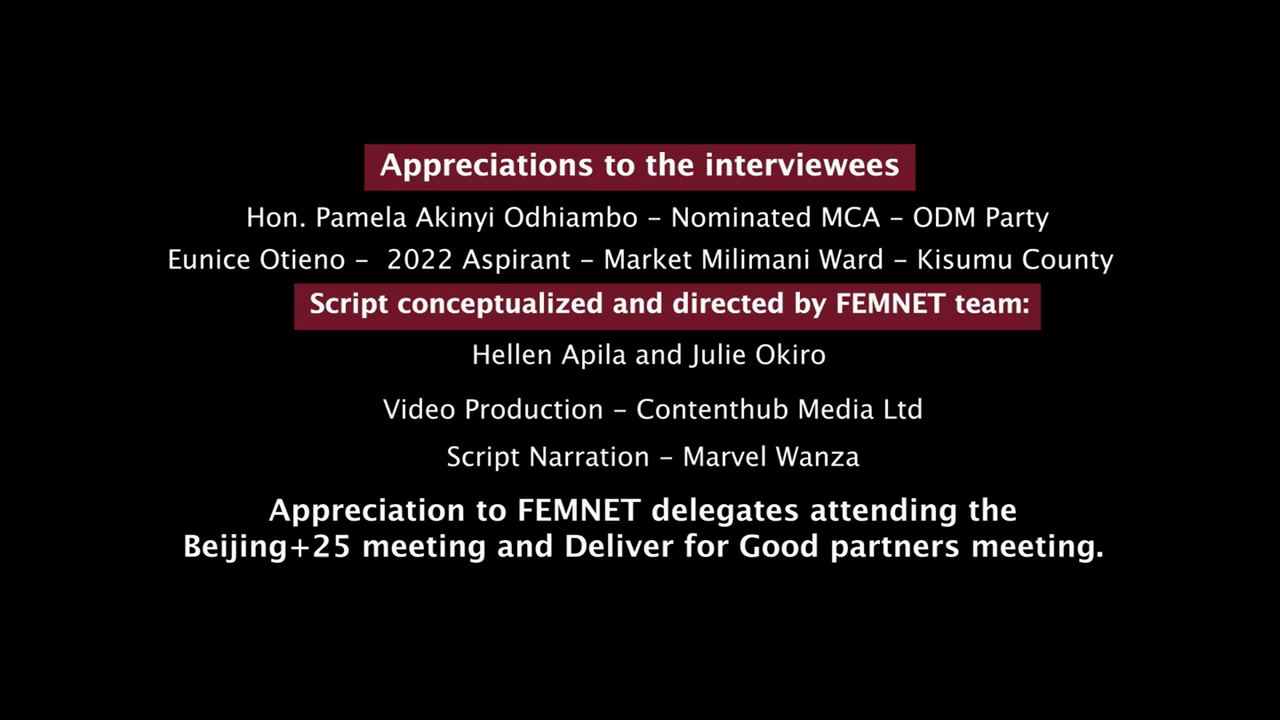 Appreciations to the interviewees
Hon. Pamela Akinyi Odhiambo – Nominated MCA – ODM Party
Eunice Otieno –  2022 Aspirant – Market Milimani Ward – Kisumu County
Script conceptualized and directed by FEMNET team:
Hellen Apila and Julie Okiro
Video Production – Contenthub Media Ltd
Script Narration – Marvel Wanza
Appreciation to FEMNET delegates attending the
Beijing+25 meeting and Deliver for Good partners meeting.